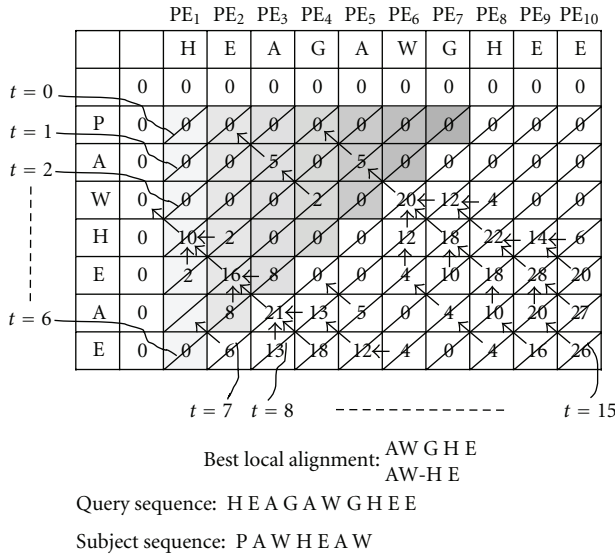 PE1 PE2 PE3 PE4 PE5 PE6 PE7 PE8 PE9 PE10
H E A G A W G H E E
0 0 0 0 0 0 0 0 0 0 0
t = 0
P 0 0 0 0 0 0 0 0 0 0 0
t = 1
A 0 0 0 5 0 5 0 0 0 0 0
t = 2
W 0 0 0 0 2 0 20 12 4 0 0
H 0 10 2 0 0 0 12 18 22 14 6
E 0 2 16 8 0 0 4 10 18 28 20
t = 6
A 0 8 21 13 5 0 4 10 20 27
E 0 0 6 13 18 12 4 0 4 16 26
t = 7 t = 8 t = 15
Best local alignment: AW G H E
AW-H E
Query sequence: H E A G A W G H E E
Subject sequence: P A W H E A W